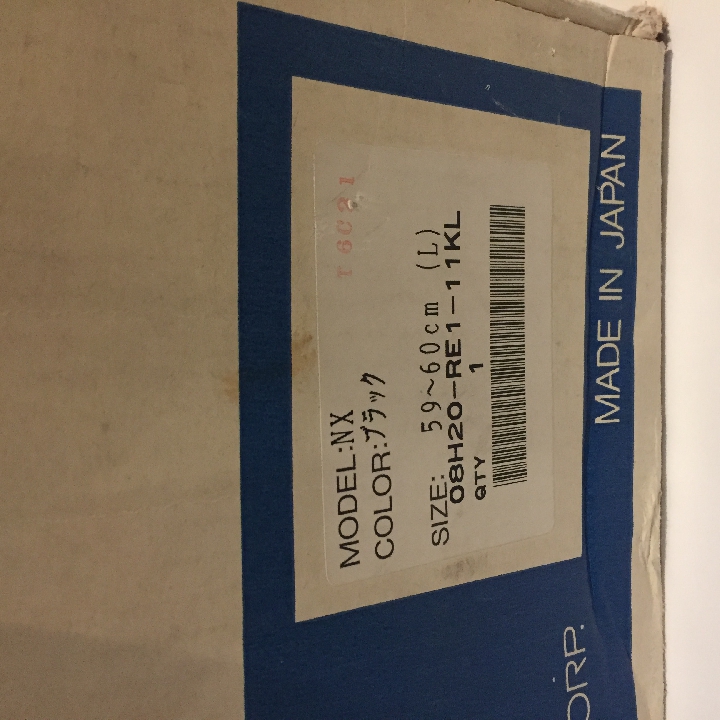 T6C21
MODEL:NX
COLOR:ブラック
SIZE: 59~60cm (L)
08H20-RE1-11KL
QTY 1
MADE IN JAPAN
ORP.